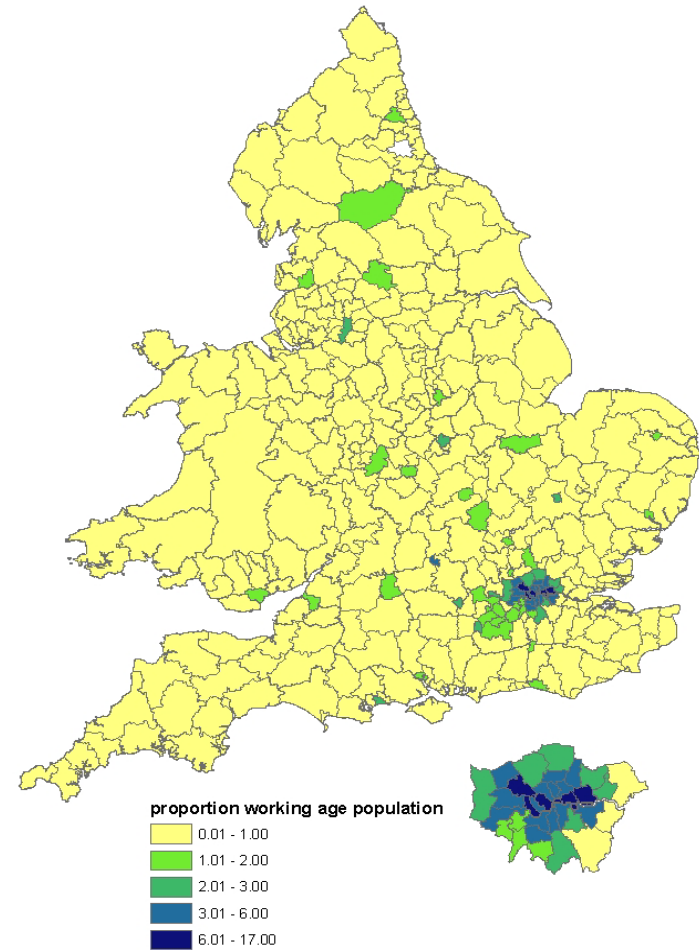 proportion working age population
0.01 - 1.00
1.01 - 2.00
2.01 - 3.00
3.01 - 6.00
6.01 - 17.00